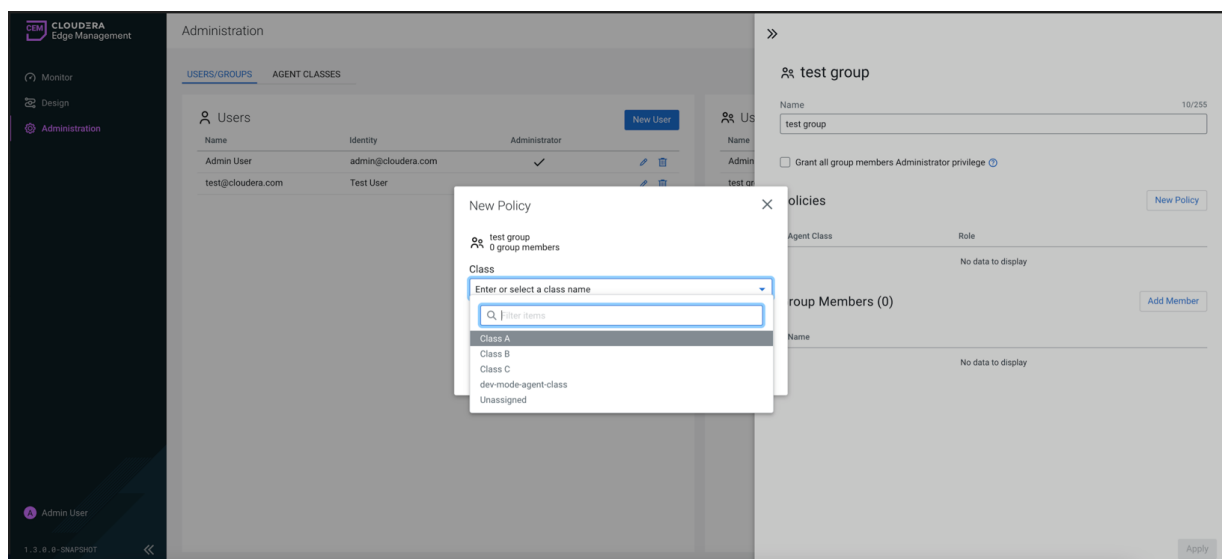 CEM CLOUDERA
Edge Management
Monitor
Design
Administration
A Admin User
1.3.0.0-SNAPSHOT
Administration
USERS/GROUPS AGENT CLASSES
Users New User
Name Identity Administrator
Admin User admin@cloudera.com
test@cloudera.com Test User
Us
Name
Admin
test gr
New Policy
test group
0 group members
Class
Enter or select a class name
Filter items
Class A
Class B
Class C
dev-mode-agent-class
Unassigned
test group
Name 10/255
test group
Grant all group members Administrator privilege
olicies New Policy
Agent Class Role
No data to display
roup Members (0) Add Member
Name
No data to display
Apply